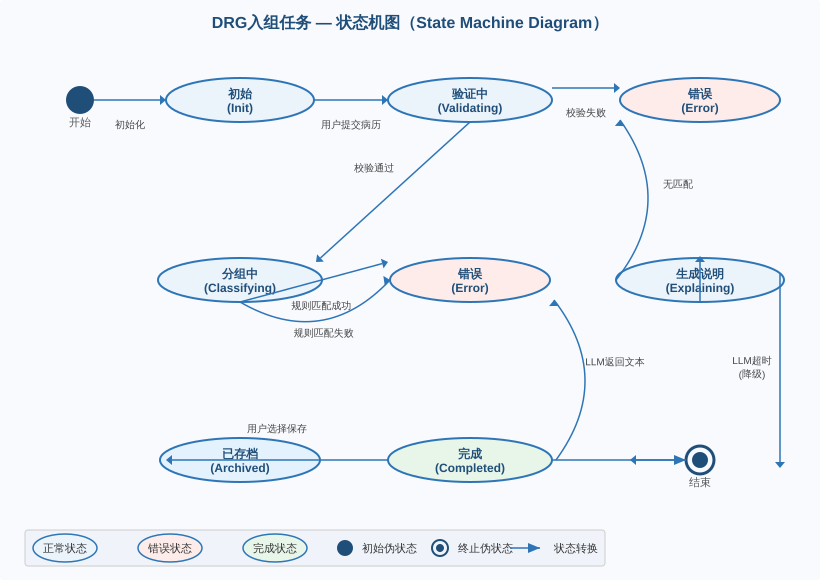 DRG入组任务 — 状态机图（State Machine Diagram）
初始
(Init)
验证中
(Validating)
错误
(Error)
开始
初始化
用户提交病历
校验失败
校验通过
无匹配
分组中
(Classifying)
错误
(Error)
生成说明
(Explaining)
规则匹配成功
规则匹配失败
LLM返回文本
LLM超时
(降级)
用户选择保存
已存档
(Archived)
完成
(Completed)
结束
正常状态
错误状态
完成状态
初始伪状态
终止伪状态
状态转换